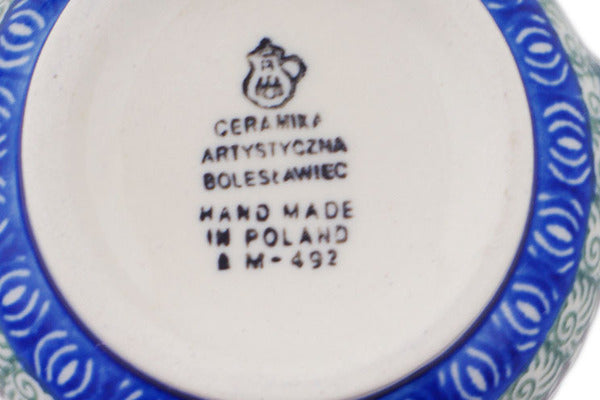 CERAMIKA
ARTYSTYCZNA
BOLESŁAWIEC
HAND MADE
IN POLAND
M-492